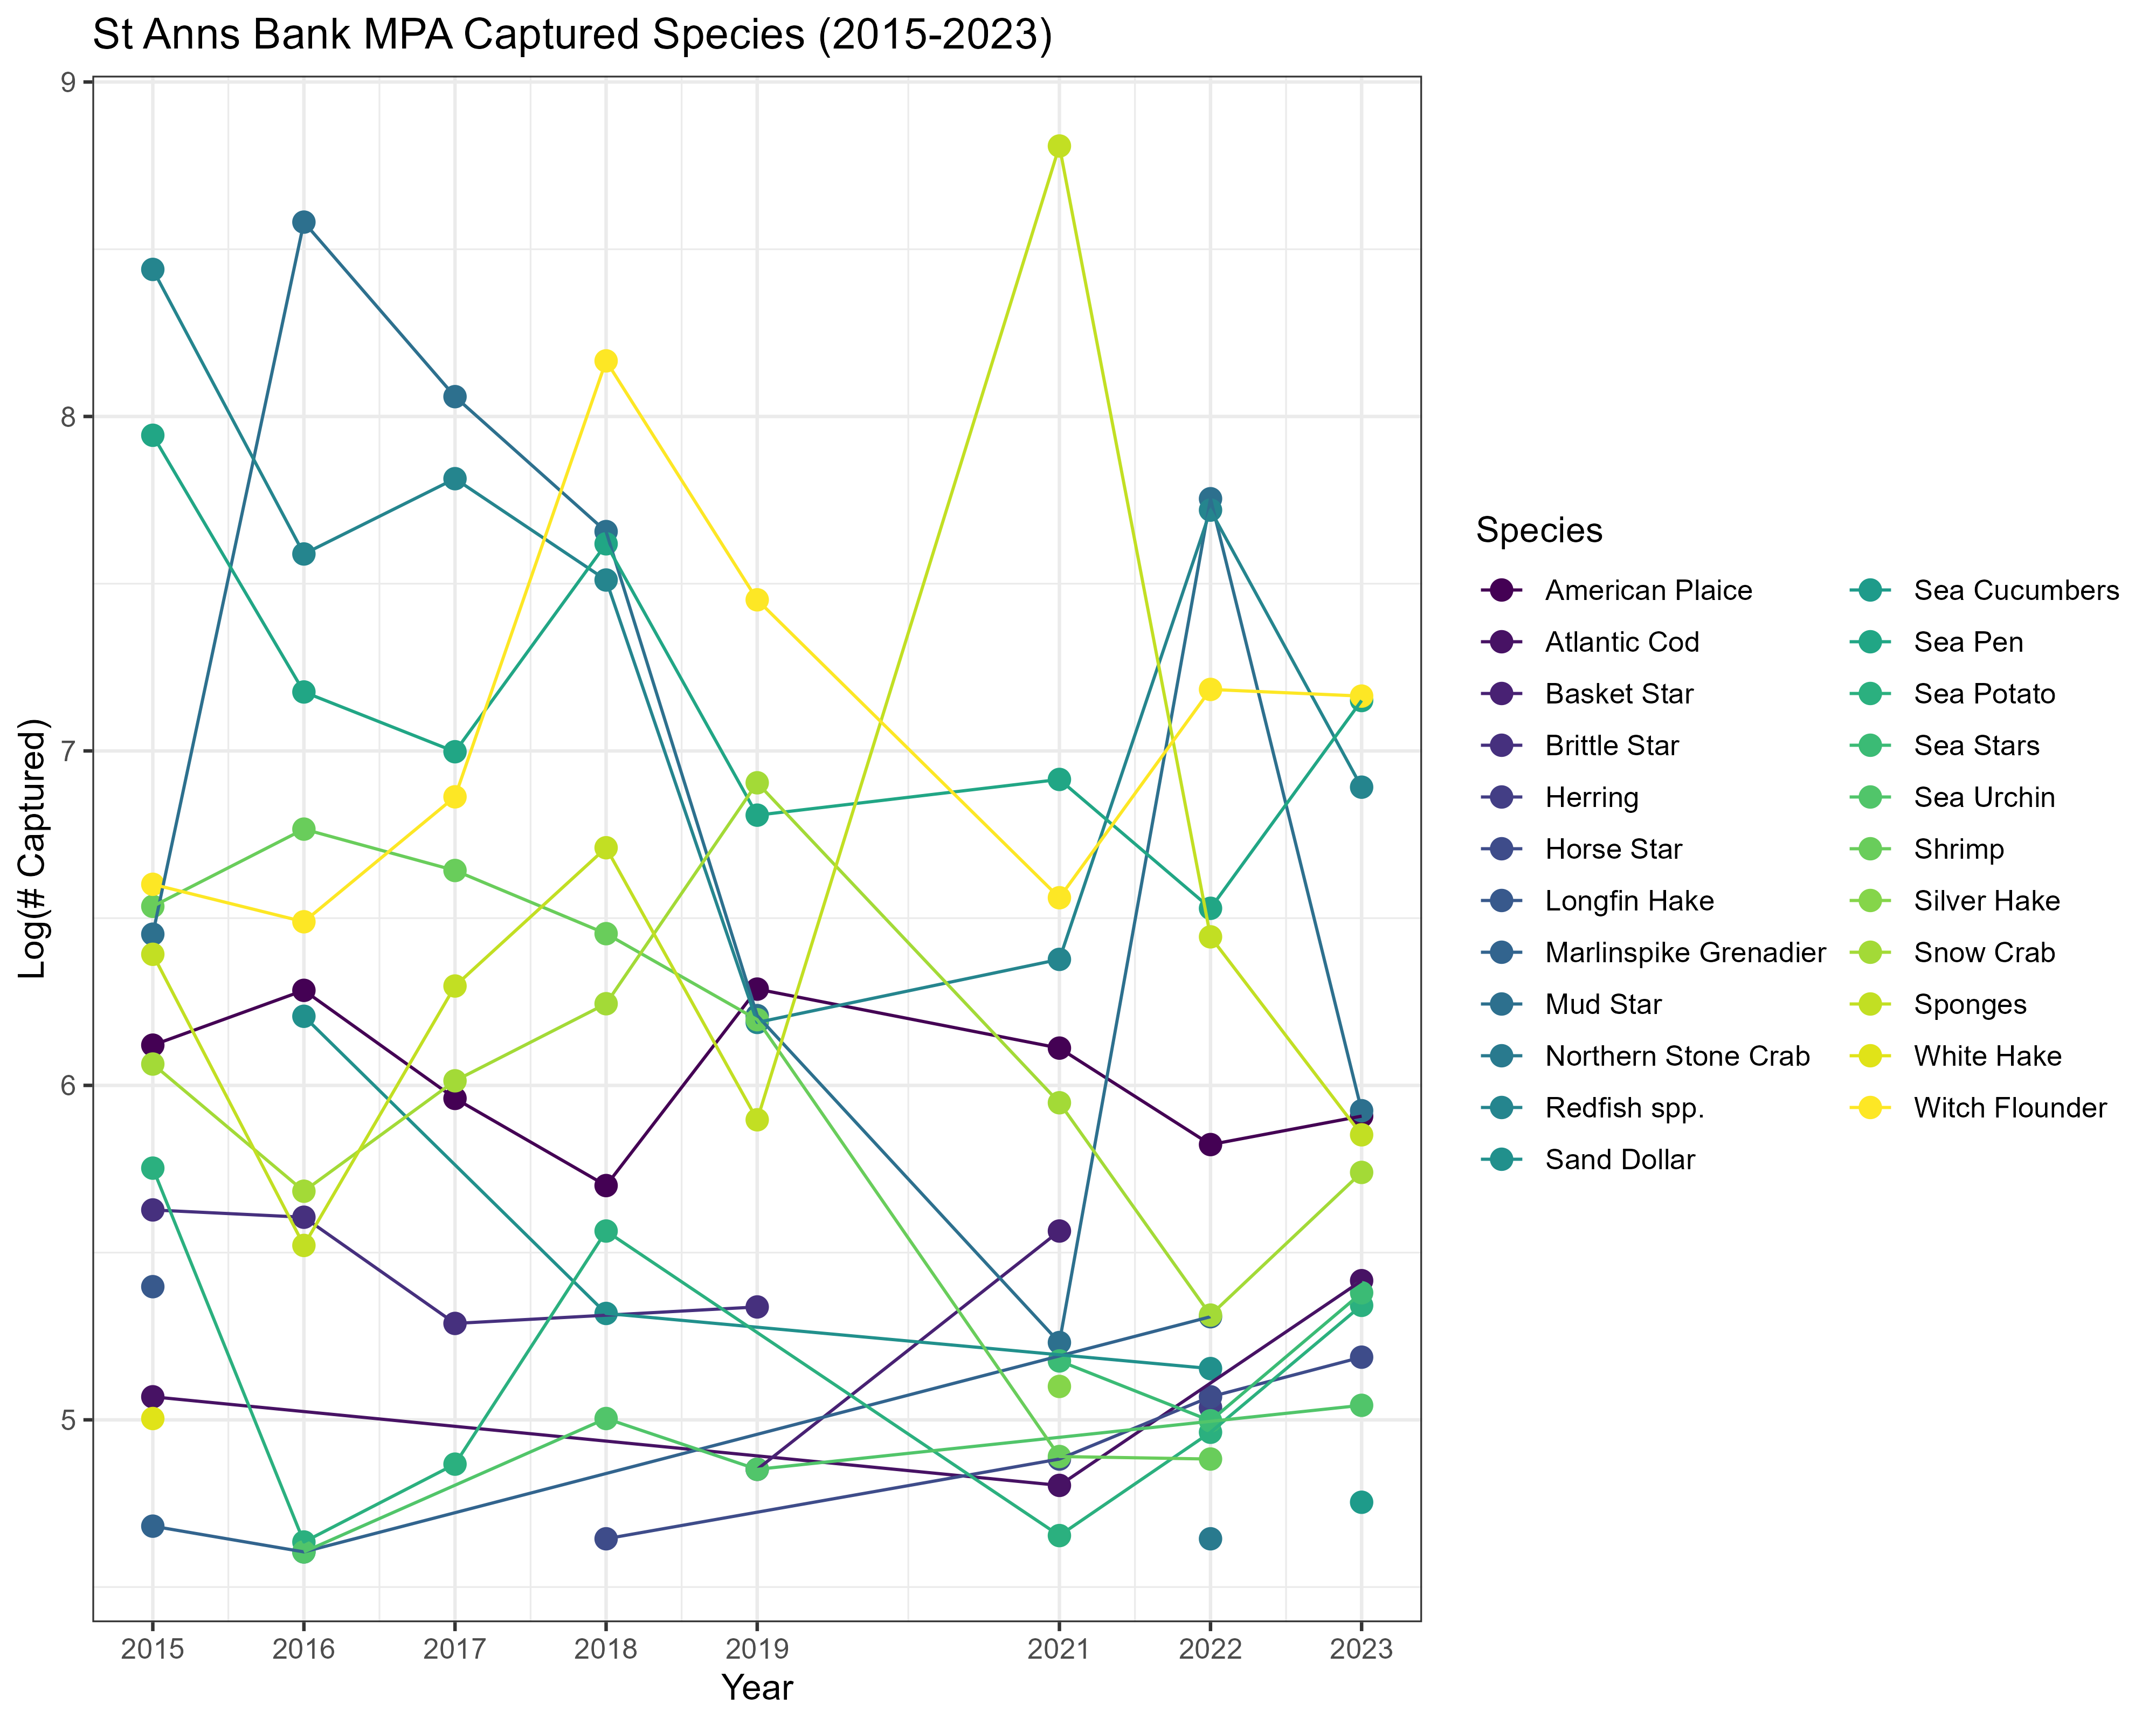 St Anns Bank MPA Captured Species (2015-2023)
9
8
7
6
5
Log(# Captured)
2015 2016 2017 2018 2019 2021 2022 2023
Year
Species
American Plaice
Atlantic Cod
Basket Star
Brittle Star
Herring
Horse Star
Longfin Hake
Marlinspike Grenadier
Mud Star
Northern Stone Crab
Redfish spp.
Sand Dollar
Sea Cucumbers
Sea Pen
Sea Potato
Sea Stars
Sea Urchin
Shrimp
Silver Hake
Snow Crab
Sponges
White Hake
Witch Flounder